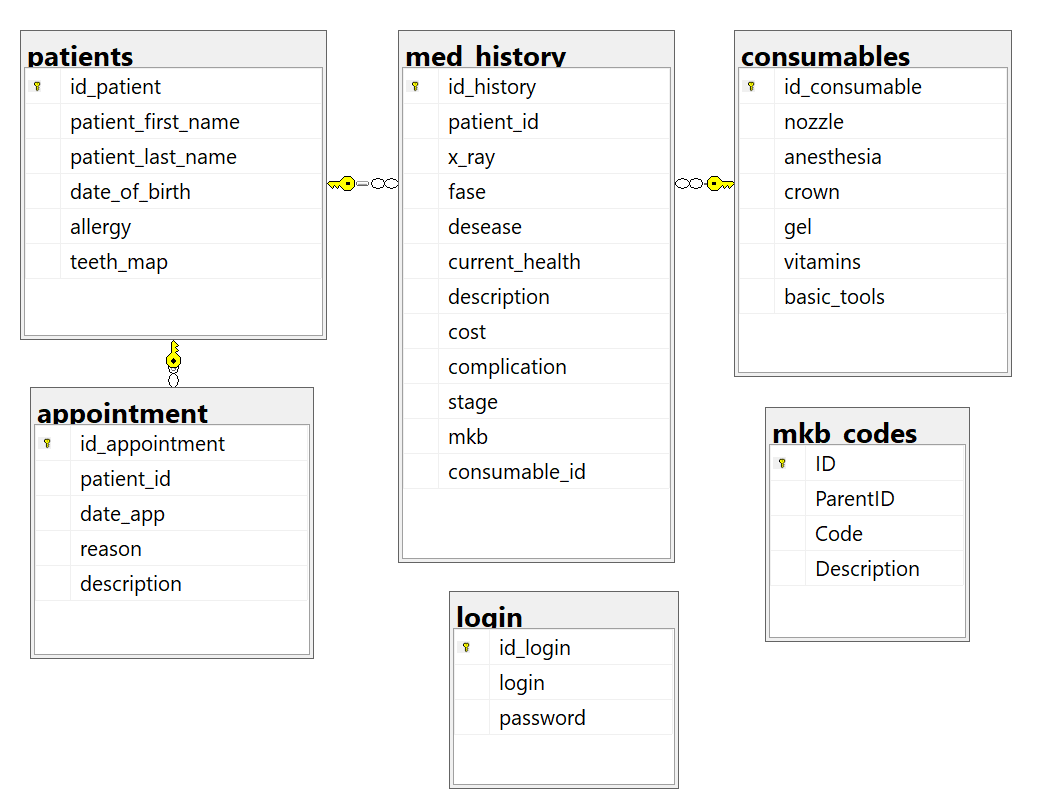 patients
id_patient
patient_first_name
patient_last_name
date_of_birth
allergy
teeth_map
med_history
id_history
patient_id
x_ray
fase
desease
current_health
description
cost
complication
stage
mkb
consumable_id
consumables
id_consumable
nozzle
anesthesia
crown
gel
vitamins
basic_tools
appointment
id_appointment
patient_id
date_app
reason
description
mkb_codes
ID
ParentID
Code
Description
login
id_login
login
password